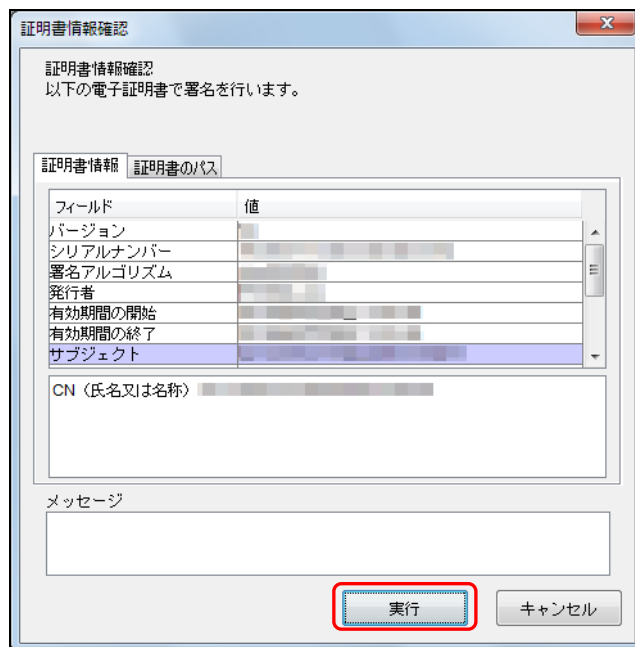 証明書情報確認
証明書情報確認
以下の電子証明書で署名を行います。
証明書情報 証明書のパス
フィールド 値
バージョン
シリアルナンバー
署名アルゴリズム
発行者
有効期間の開始
有効期間の終了
サブジェクト
CN（氏名又は名称）
メッセージ
実行 キャンセル